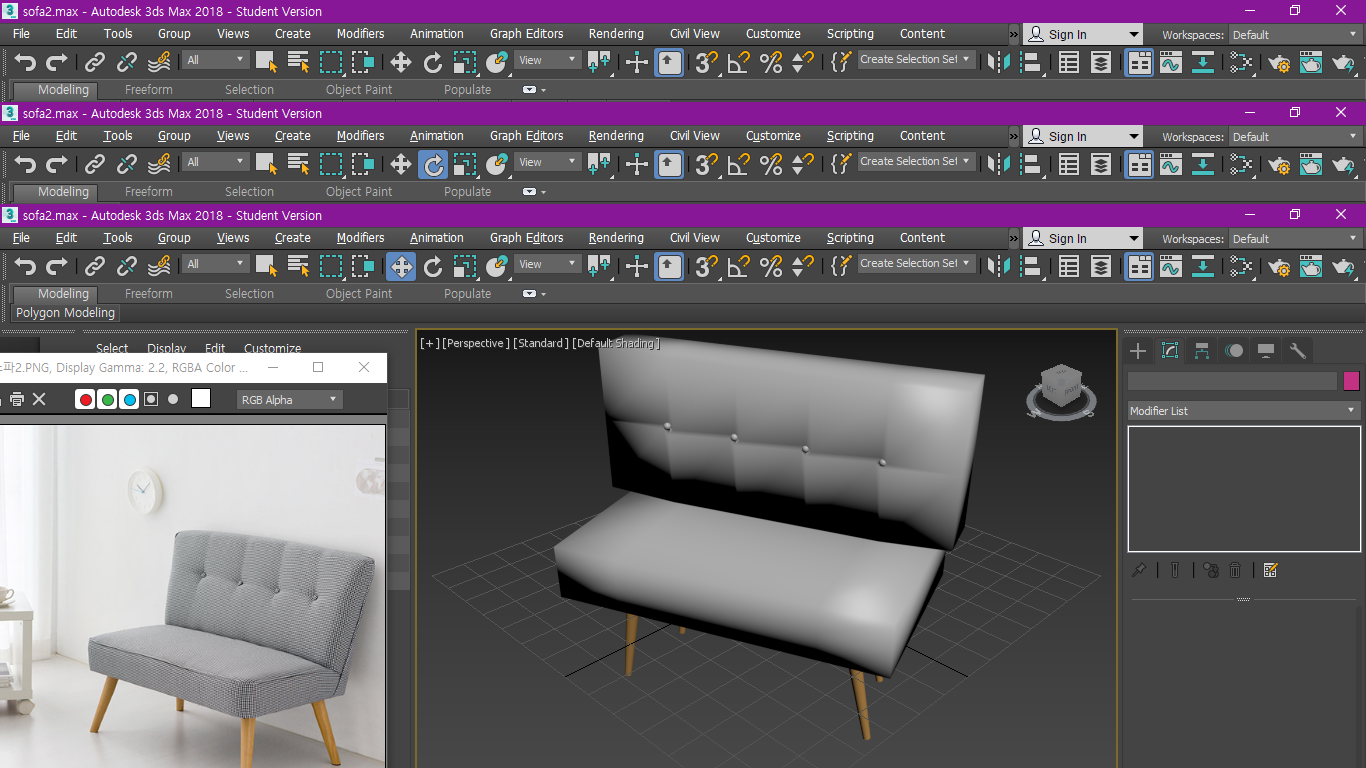 sofa2.max - Autodesk 3ds Max 2018 - Student Version
File Edit Tools Group Views Create Modifiers Animation Graph Editors Rendering Civil View Customize Scripting Content » Sign In Workspaces: Default
All View Create Selection Set
Modeling Freeform Selection Object Paint Populate
sofa2.max - Autodesk 3ds Max 2018 - Student Version
File Edit Tools Group Views Create Modifiers Animation Graph Editors Rendering Civil View Customize Scripting Content » Sign In Workspaces: Default
All View Create Selection Set
Modeling Freeform Selection Object Paint Populate
sofa2.max - Autodesk 3ds Max 2018 - Student Version
File Edit Tools Group Views Create Modifiers Animation Graph Editors Rendering Civil View Customize Scripting Content » Sign In Workspaces: Default
All View Create Selection Set
Modeling Freeform Selection Object Paint Populate
Polygon Modeling
Select Display Edit Customize
[+] [Perspective] [Standard] [Default Shading]
파2.PNG, Display Gamma: 2.2, RGBA Color ...
RGB Alpha
Modifier List